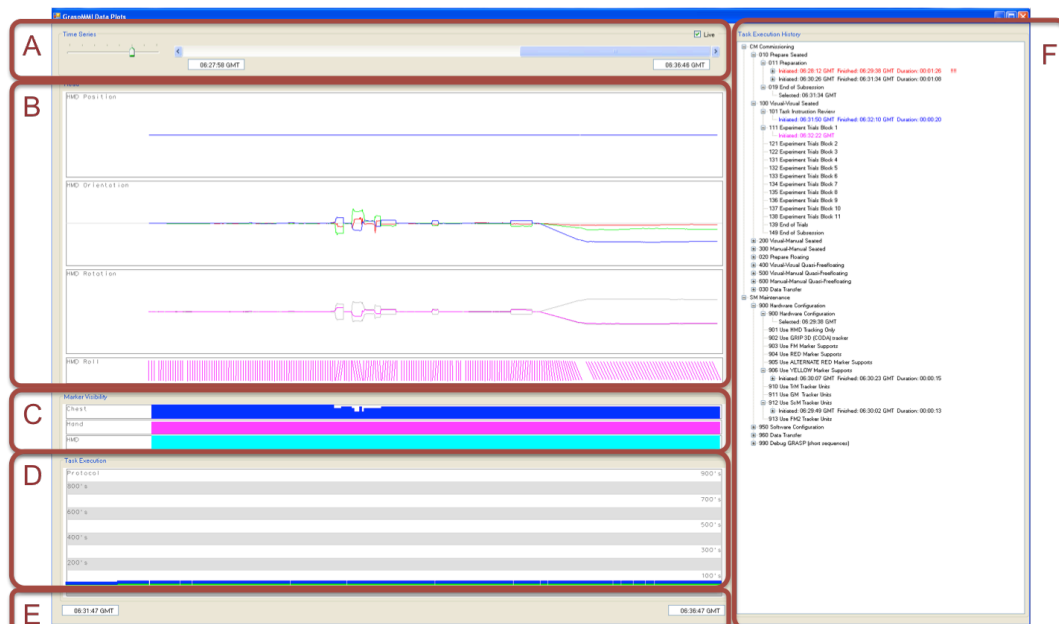 GraspMMI Data Plots
A
Time Series
Live
06:27:58 GMT
06:36:46 GMT
B
HMD Position
HMD Orientation
HMD Rotation
HMD Roll
C
Marker Visibility
Chest
Hand
HMD
D
Task Execution
Protocol
900's
800's
700's
600's
500's
400's
300's
200's
100's
E
06:31:47 GMT
06:36:47 GMT
F
Task Execution History
CM Commissioning
010 Prepare Seated
011 Preparation
Initiated: 06:28:12 GMT Finished: 06:29:38 GMT Duration: 00:01:26 !!!
Initiated: 06:30:26 GMT Finished: 06:31:34 GMT Duration: 00:01:08
019 End of Subsession
Selected: 06:31:34 GMT
100 Visual-Visual Seated
101 Task Instruction Review
Initiated: 06:31:50 GMT Finished: 06:32:10 GMT Duration: 00:00:20
111 Experiment Trials Block 1
Initiated: 06:32:22 GMT
121 Experiment Trials Block 2
122 Experiment Trials Block 3
131 Experiment Trials Block 4
132 Experiment Trials Block 5
133 Experiment Trials Block 6
134 Experiment Trials Block 7
135 Experiment Trials Block 8
136 Experiment Trials Block 9
137 Experiment Trials Block 10
138 Experiment Trials Block 11
139 End of Trials
149 End of Subsession
200 Visual-Manual Seated
300 Manual-Manual Seated
020 Prepare Floating
400 Visual-Visual Quasi-Freefloating
500 Visual-Manual Quasi-Freefloating
600 Manual-Manual Quasi-Freefloating
030 Data Transfer
SM Maintenance
900 Hardware Configuration
900 Hardware Configuration
Selected: 06:29:38 GMT
901 Use HMD Tracking Only
902 Use GRIP 3D (CODA) tracker
903 Use FM Marker Supports
904 Use RED Marker Supports
905 Use ALTERNATE RED Marker Supports
906 Use YELLOW Marker Supports
Initiated: 06:30:07 GMT Finished: 06:30:23 GMT Duration: 00:00:15
910 Use TrM Tracker Units
911 Use GM Tracker Units
912 Use ScM Tracker Units
Initiated: 06:29:49 GMT Finished: 06:30:02 GMT Duration: 00:00:13
913 Use FM2 Tracker Units
950 Software Configuration
960 Data Transfer
990 Debug GRASP (short sequences)